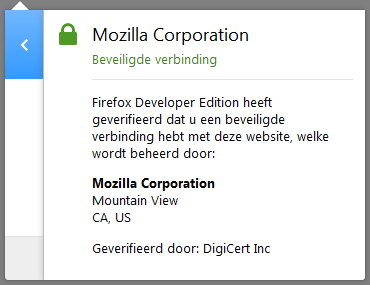 Mozilla Corporation
Beveiligde verbinding
Firefox Developer Edition heeft
geverifieerd dat u een beveiligde
verbinding hebt met deze website, welke
wordt beheerd door:
Mozilla Corporation
Mountain View
CA, US
Geverifieerd door: DigiCert Inc